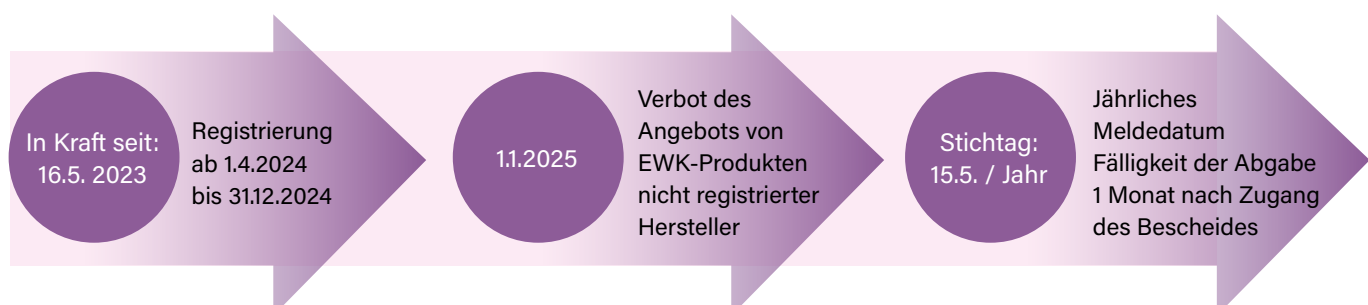 In Kraft seit:
16.5. 2023
Registrierung
ab 1.4.2024
bis 31.12.2024
1.1.2025
Verbot des
Angebots von
EWK-Produkten
nicht registrierter
Hersteller
Stichtag:
15.5. / Jahr
Jährliches
Meldedatum
Fälligkeit der Abgabe
1 Monat nach Zugang
des Bescheides